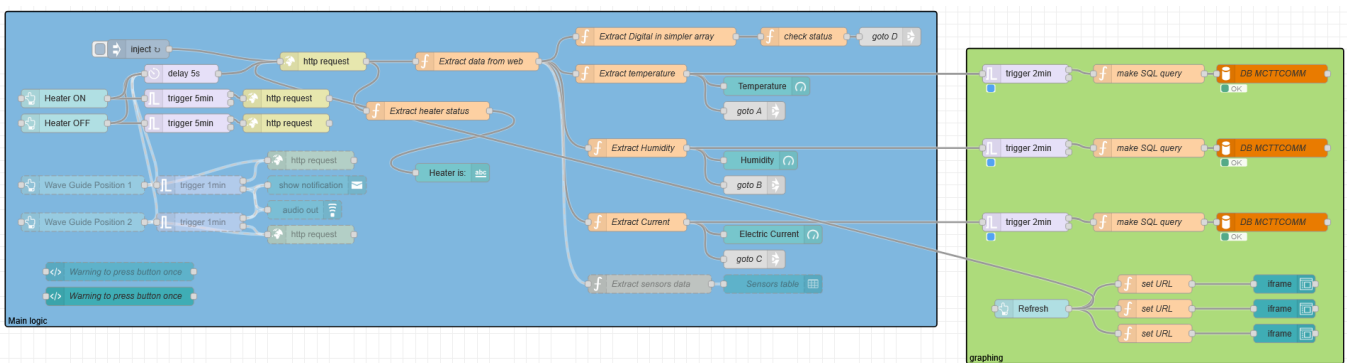 inject ↻
http request
Extract data from web
Extract Digital in simpler array
check status
goto D
delay 5s
Extract temperature
Temperature
goto A
trigger 2min
make SQL query
DB MCTTCOMM
OK
Heater ON
trigger 5min
http request
Heater OFF
trigger 5min
http request
Extract heater status
Heater is:
abc
Extract Humidity
Humidity
goto B
trigger 2min
make SQL query
DB MCTTCOMM
OK
http request
Wave Guide Position 1
trigger 1min
show notification
audio out
Wave Guide Position 2
trigger 1min
http request
Extract Current
Electric Current
goto C
trigger 2min
make SQL query
DB MCTTCOMM
OK
Warning to press button once
Warning to press button once
Extract sensors data
Sensors table
Refresh
set URL
iframe
set URL
iframe
set URL
iframe
Main logic
graphing